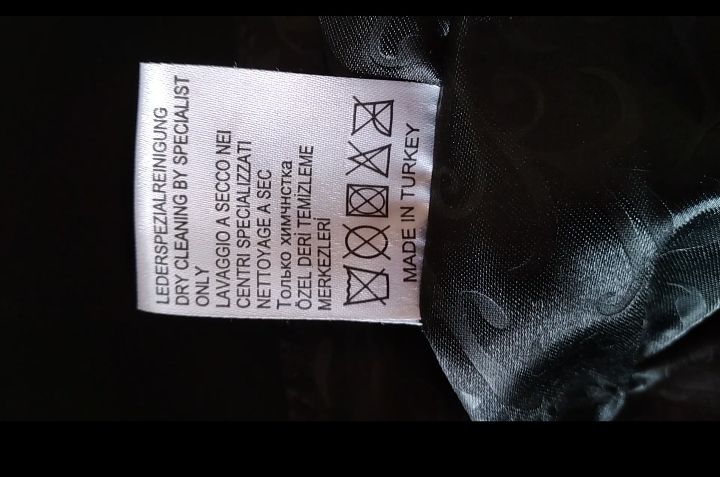 LEDERSPEZIALREINIGUNG
DRY CLEANING BY SPECIALIST
ONLY
LAVAGGIO A SECCO NEI
CENTRI SPECIALIZZATI
NETTOYAGE A SEC
Только химчнстка
ÖZEL DERİ TEMİZLEME
MERKEZLERİ
MADE IN TURKEY